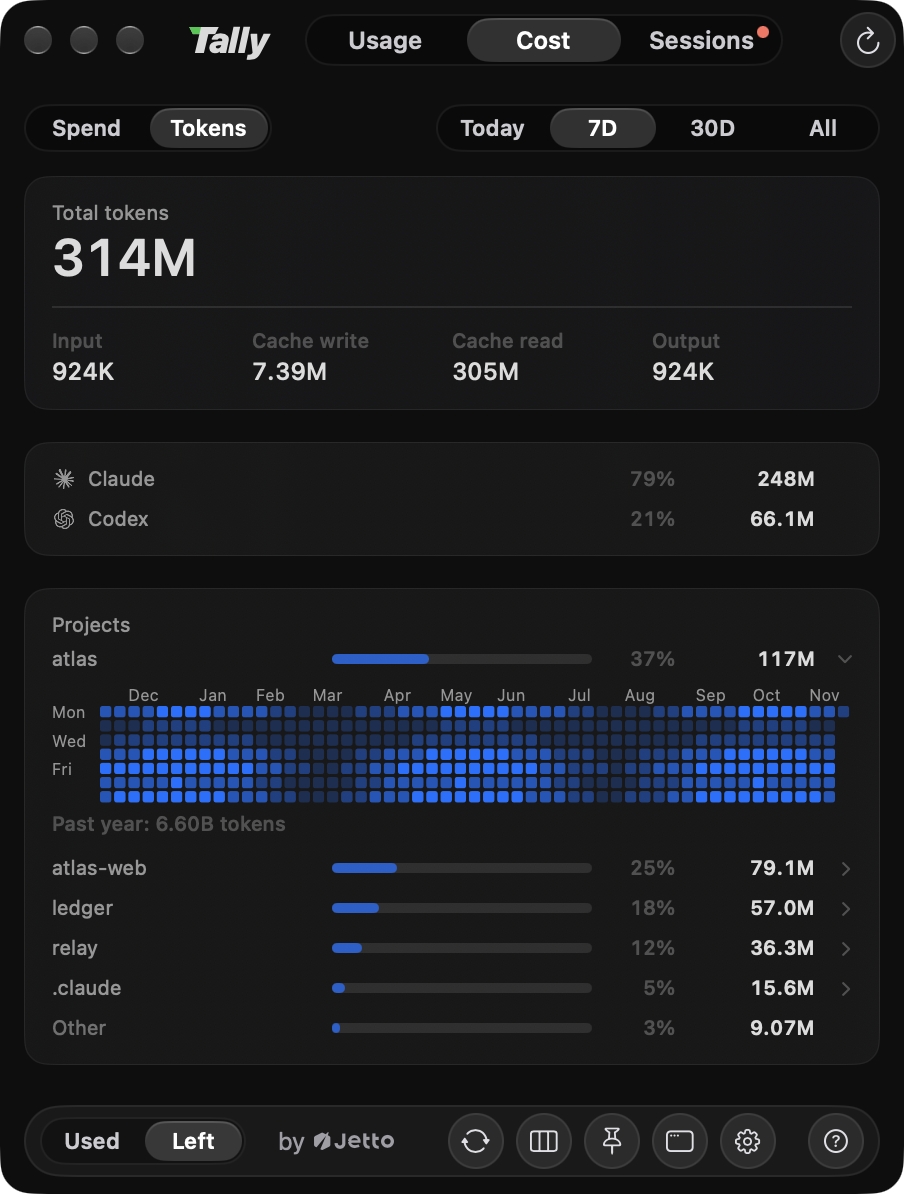 Tally Usage Cost Sessions
Spend Tokens Today 7D 30D All
Total tokens
314M
Input Cache write Cache read Output
924K 7.39M 305M 924K
Claude 79% 248M
Codex 21% 66.1M
Projects
atlas 37% 117M
Dec Jan Feb Mar Apr May Jun Jul Aug Sep Oct Nov
Mon
Wed
Fri
Past year: 6.60B tokens
atlas-web 25% 79.1M
ledger 18% 57.0M
relay 12% 36.3M
.claude 5% 15.6M
Other 3% 9.07M
Used Left by Jetto ?